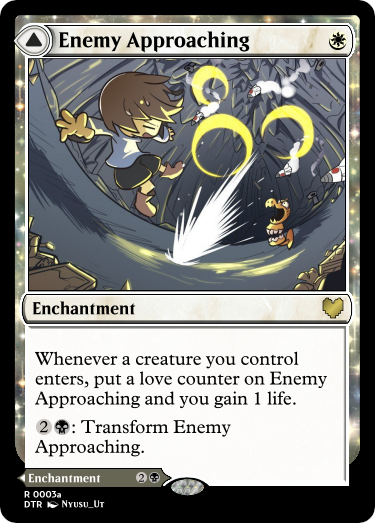 Enemy Approaching
Enchantment
Whenever a creature you control
enters, put a love counter on Enemy
Approaching and you gain 1 life.
2: Transform Enemy
Approaching.
Enchantment 2
R 0003a
DTR Nyusu_Ut